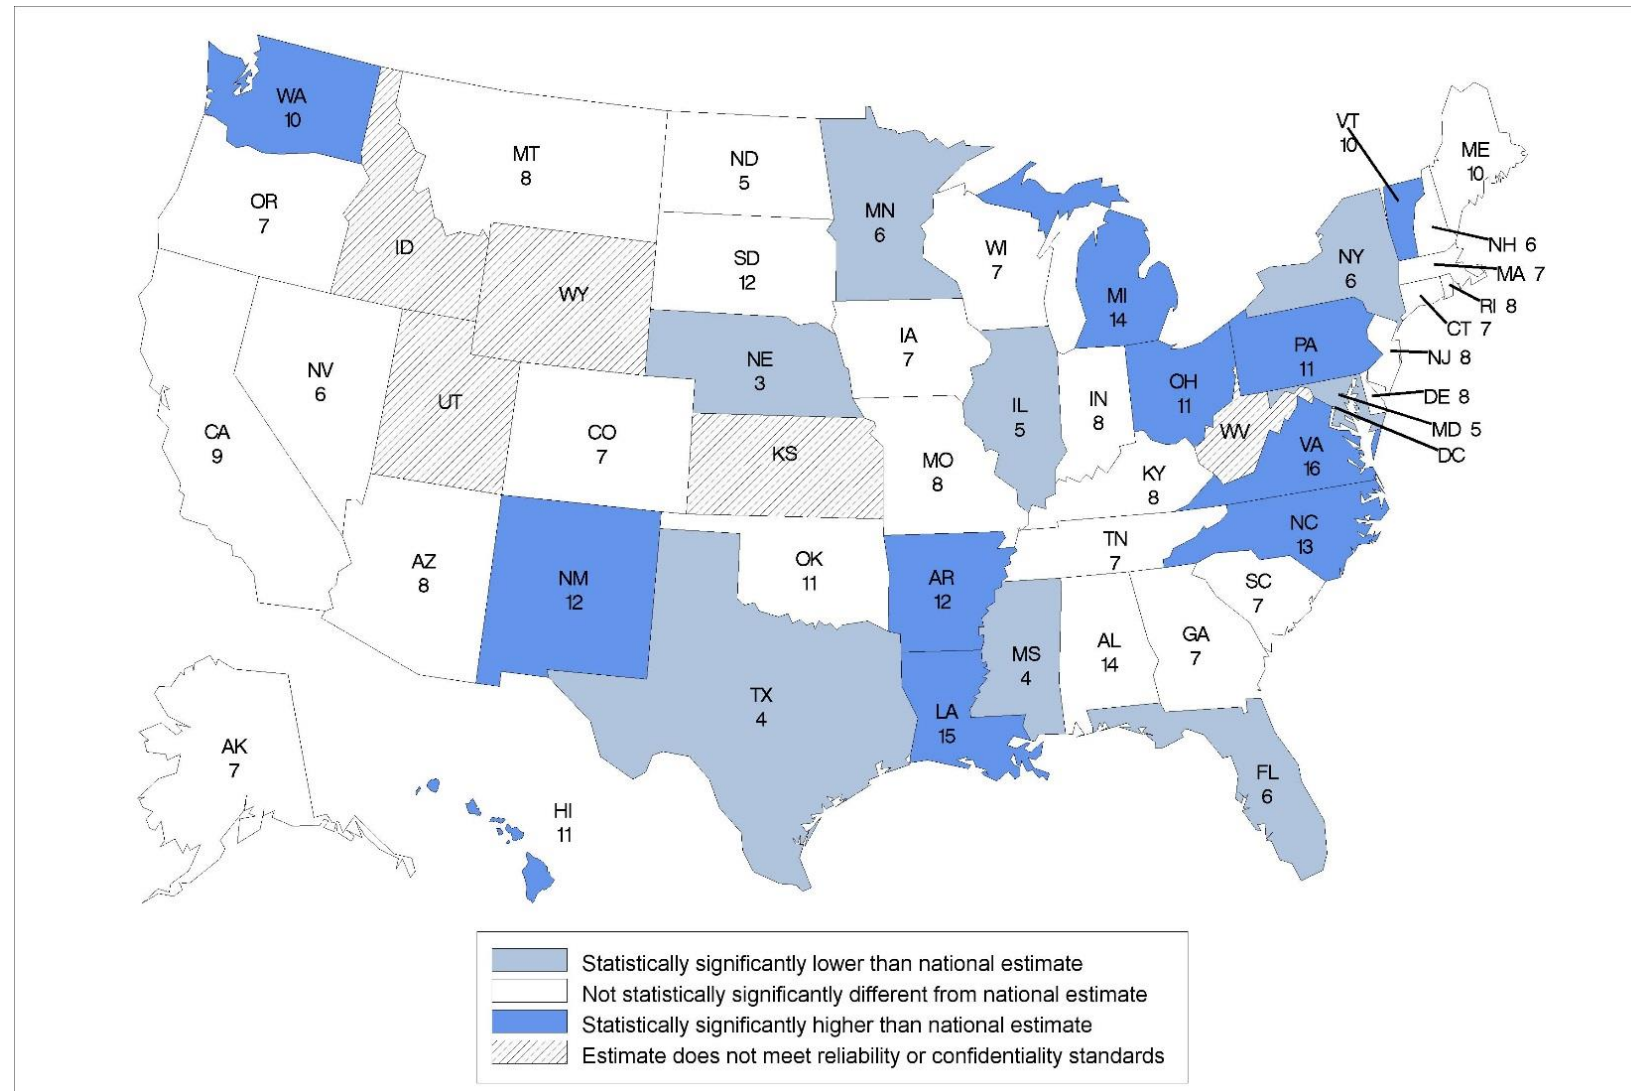 WA
10
MT
8
ND
5
VT
10
ME
10
OR
7
ID
MN
6
WI
7
NH 6
NY
6
MA 7
SD
12
WY
MI
14
RI 8
CT 7
IA
7
PA
11
NJ 8
NE
3
NV
6
UT
OH
11
DE 8
IL
5
IN
8
MD 5
CA
9
CO
7
KS
WV
VA
16
DC
MO
8
KY
8
NC
13
TN
7
AZ
8
NM
12
OK
11
AR
12
SC
7
AL
14
GA
7
MS
4
TX
4
LA
15
AK
7
FL
6
HI
11
Statistically significantly lower than national estimate
Not statistically significantly different from national estimate
Statistically significantly higher than national estimate
Estimate does not meet reliability or confidentiality standards